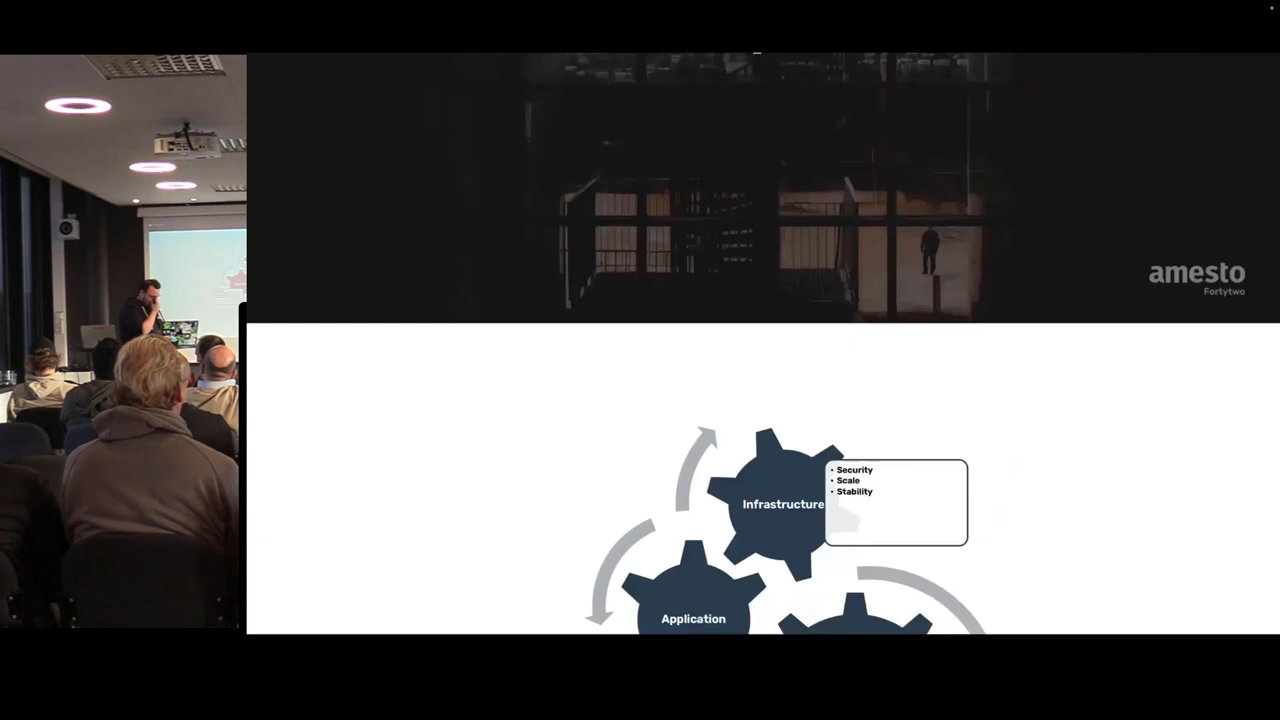 amesto
Fortytwo
Infrastructure
• Security
• Scale
• Stability
Application